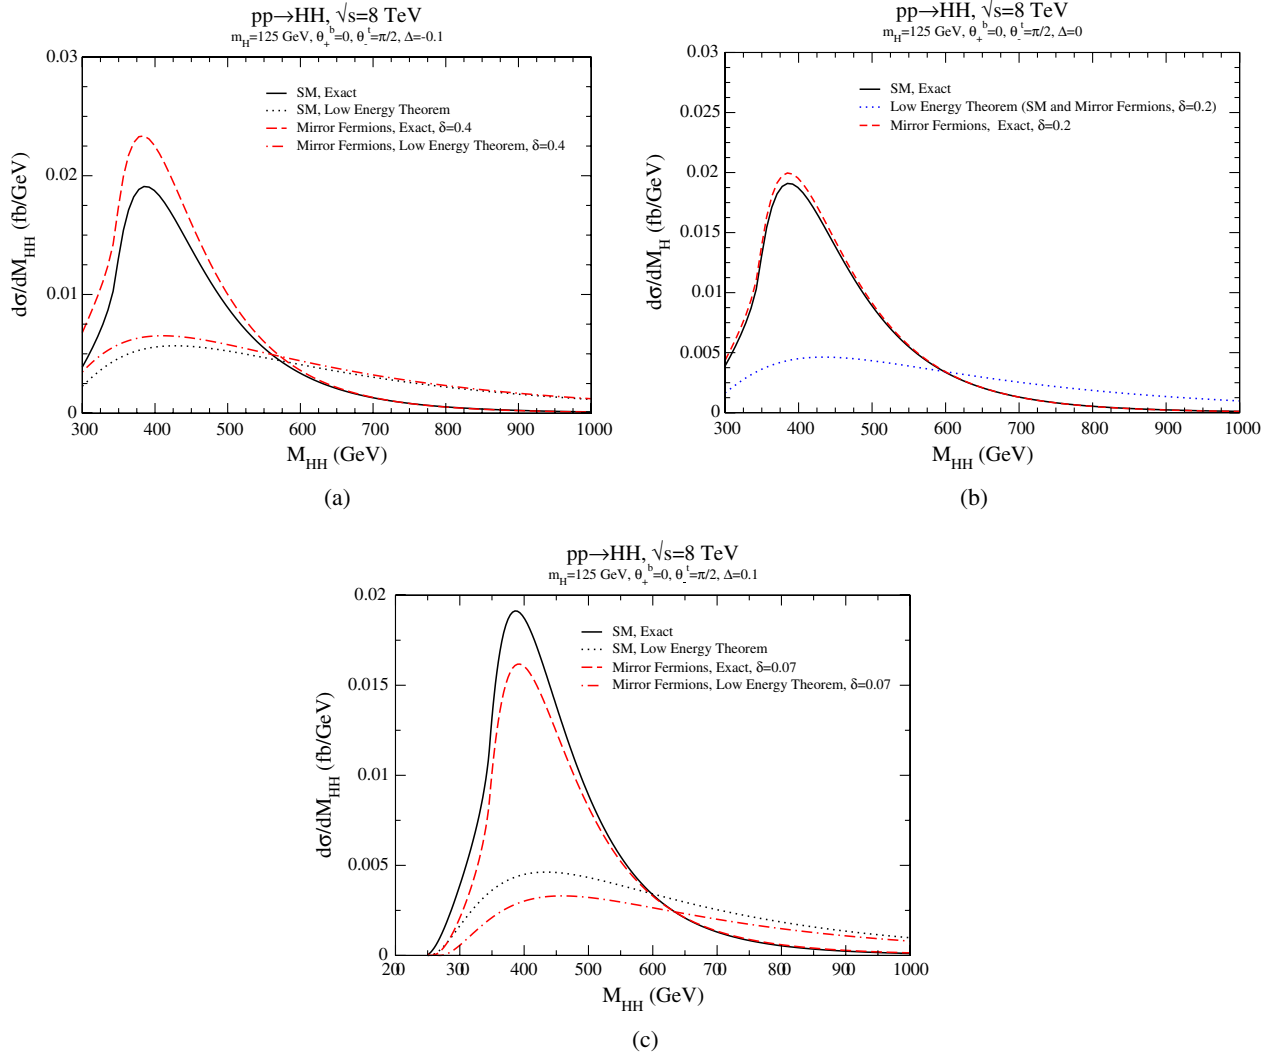 pp→HH, √s=8 TeV
m_H=125 GeV, θ_+^b=0, θ_-^t=π/2, Δ=-0.1
0.03
0.02
0.01
0
dσ/dM_HH (fb/GeV)
SM, Exact
SM, Low Energy Theorem
Mirror Fermions, Exact, δ=0.4
Mirror Fermions, Low Energy Theorem, δ=0.4
300 400 500 600 700 800 900 1000
M_HH (GeV)
(a)
pp→HH, √s=8 TeV
m_H=125 GeV, θ_+^b=0, θ_-^t=π/2, Δ=0
0.03
0.025
0.02
0.015
0.01
0.005
0
dσ/dM_H (fb/GeV)
SM, Exact
Low Energy Theorem (SM and Mirror Fermions, δ=0.2)
Mirror Fermions, Exact, δ=0.2
300 400 500 600 700 800 900 1000
M_HH (GeV)
(b)
pp→HH, √s=8 TeV
m_H=125 GeV, θ_+^b=0, θ_-^t=π/2, Δ=0.1
0.02
0.015
0.01
0.005
0
dσ/dM_HH (fb/GeV)
SM, Exact
SM, Low Energy Theorem
Mirror Fermions, Exact, δ=0.07
Mirror Fermions, Low Energy Theorem, δ=0.07
200 300 400 500 600 700 800 900 1000
M_HH (GeV)
(c)